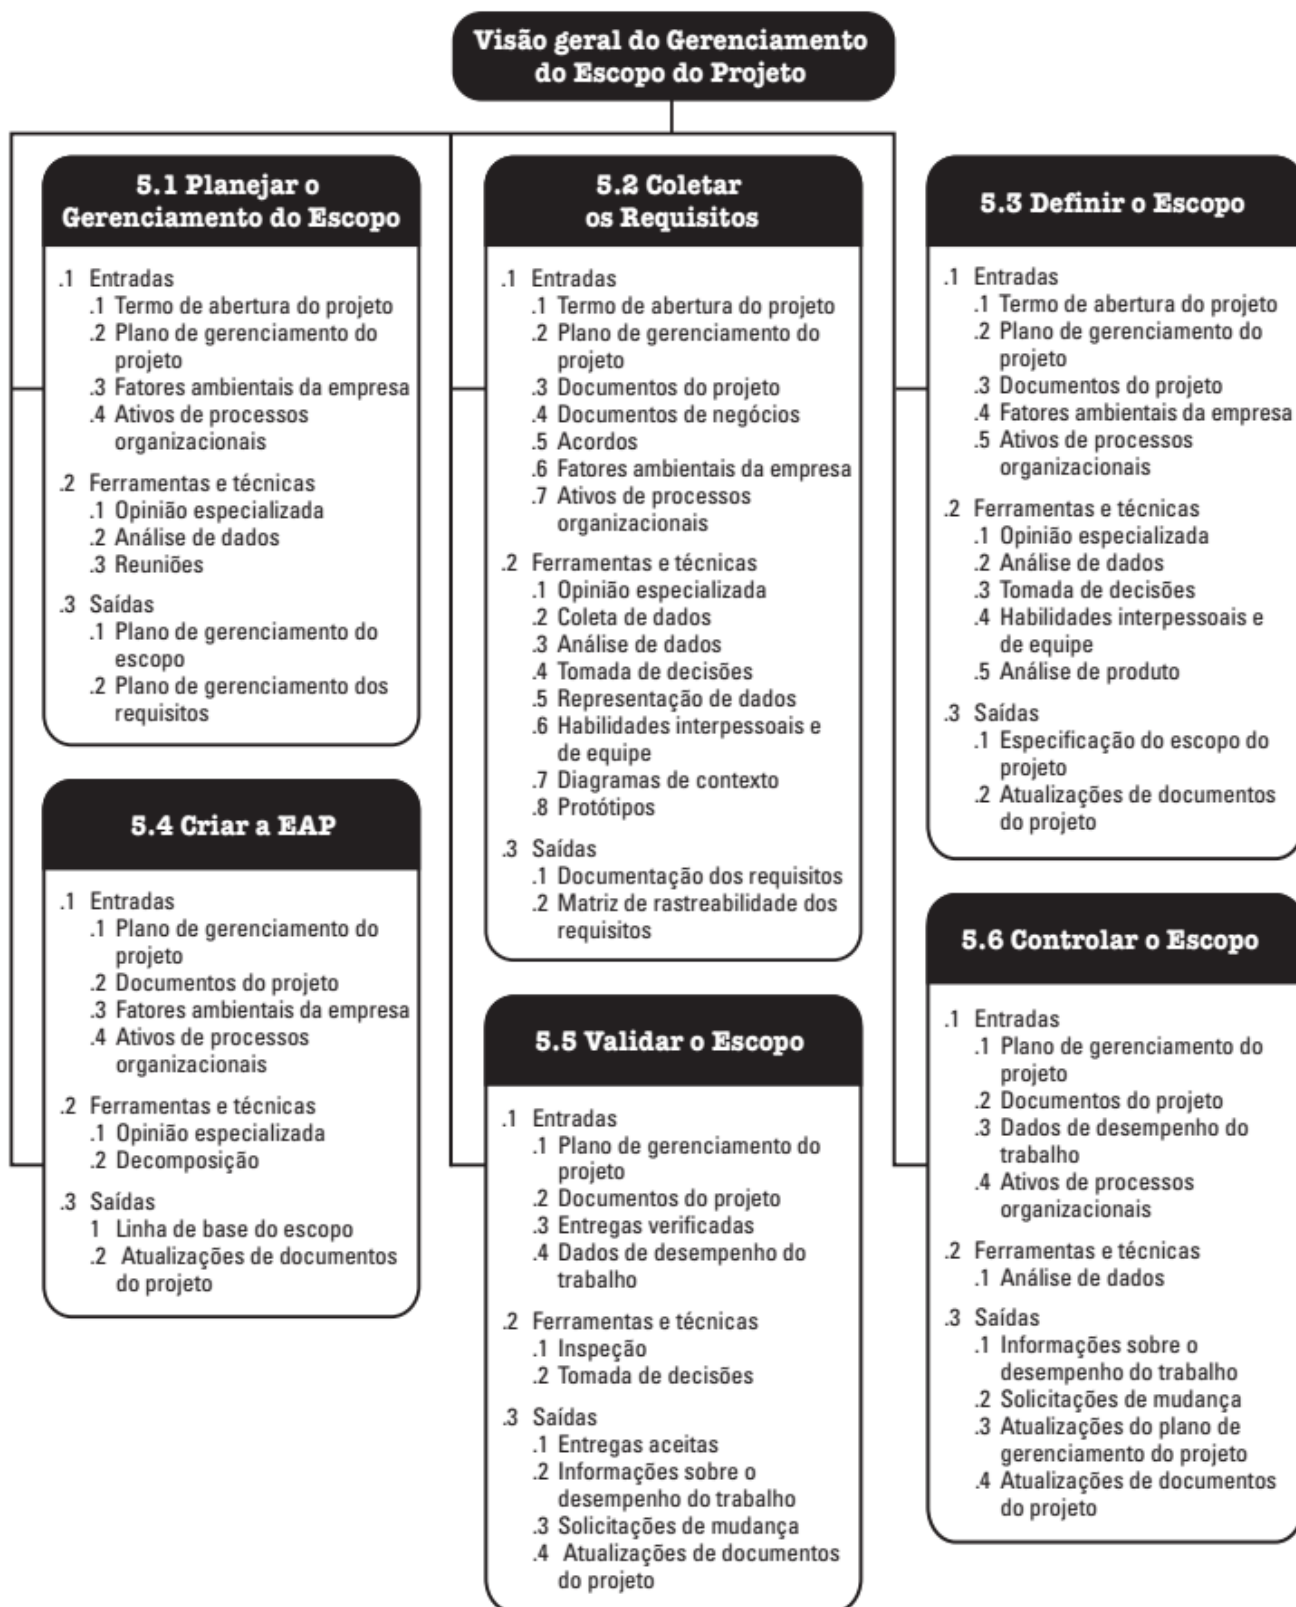 Visão geral do Gerenciamento
do Escopo do Projeto
5.1 Planejar o
Gerenciamento do Escopo
.1 Entradas
.1 Termo de abertura do projeto
.2 Plano de gerenciamento do
projeto
.3 Fatores ambientais da empresa
.4 Ativos de processos
organizacionais
.2 Ferramentas e técnicas
.1 Opinião especializada
.2 Análise de dados
.3 Reuniões
.3 Saídas
.1 Plano de gerenciamento do
escopo
.2 Plano de gerenciamento dos
requisitos
5.2 Coletar
os Requisitos
.1 Entradas
.1 Termo de abertura do projeto
.2 Plano de gerenciamento do
projeto
.3 Documentos do projeto
.4 Documentos de negócios
.5 Acordos
.6 Fatores ambientais da empresa
.7 Ativos de processos
organizacionais
.2 Ferramentas e técnicas
.1 Opinião especializada
.2 Coleta de dados
.3 Análise de dados
.4 Tomada de decisões
.5 Representação de dados
.6 Habilidades interpessoais e
de equipe
.7 Diagramas de contexto
.8 Protótipos
.3 Saídas
.1 Documentação dos requisitos
.2 Matriz de rastreabilidade dos
requisitos
5.3 Definir o Escopo
.1 Entradas
.1 Termo de abertura do projeto
.2 Plano de gerenciamento do
projeto
.3 Documentos do projeto
.4 Fatores ambientais da empresa
.5 Ativos de processos
organizacionais
.2 Ferramentas e técnicas
.1 Opinião especializada
.2 Análise de dados
.3 Tomada de decisões
.4 Habilidades interpessoais e
de equipe
.5 Análise de produto
.3 Saídas
.1 Especificação do escopo do
projeto
.2 Atualizações de documentos
do projeto
5.4 Criar a EAP
.1 Entradas
.1 Plano de gerenciamento do
projeto
.2 Documentos do projeto
.3 Fatores ambientais da empresa
.4 Ativos de processos
organizacionais
.2 Ferramentas e técnicas
.1 Opinião especializada
.2 Decomposição
.3 Saídas
1 Linha de base do escopo
.2 Atualizações de documentos
do projeto
5.5 Validar o Escopo
.1 Entradas
.1 Plano de gerenciamento do
projeto
.2 Documentos do projeto
.3 Entregas verificadas
.4 Dados de desempenho do
trabalho
.2 Ferramentas e técnicas
.1 Inspeção
.2 Tomada de decisões
.3 Saídas
.1 Entregas aceitas
.2 Informações sobre o
desempenho do trabalho
.3 Solicitações de mudança
.4 Atualizações de documentos
do projeto
5.6 Controlar o Escopo
.1 Entradas
.1 Plano de gerenciamento do
projeto
.2 Documentos do projeto
.3 Dados de desempenho do
trabalho
.4 Ativos de processos
organizacionais
.2 Ferramentas e técnicas
.1 Análise de dados
.3 Saídas
.1 Informações sobre o
desempenho do trabalho
.2 Solicitações de mudança
.3 Atualizações do plano de
gerenciamento do projeto
.4 Atualizações de documentos
do projeto